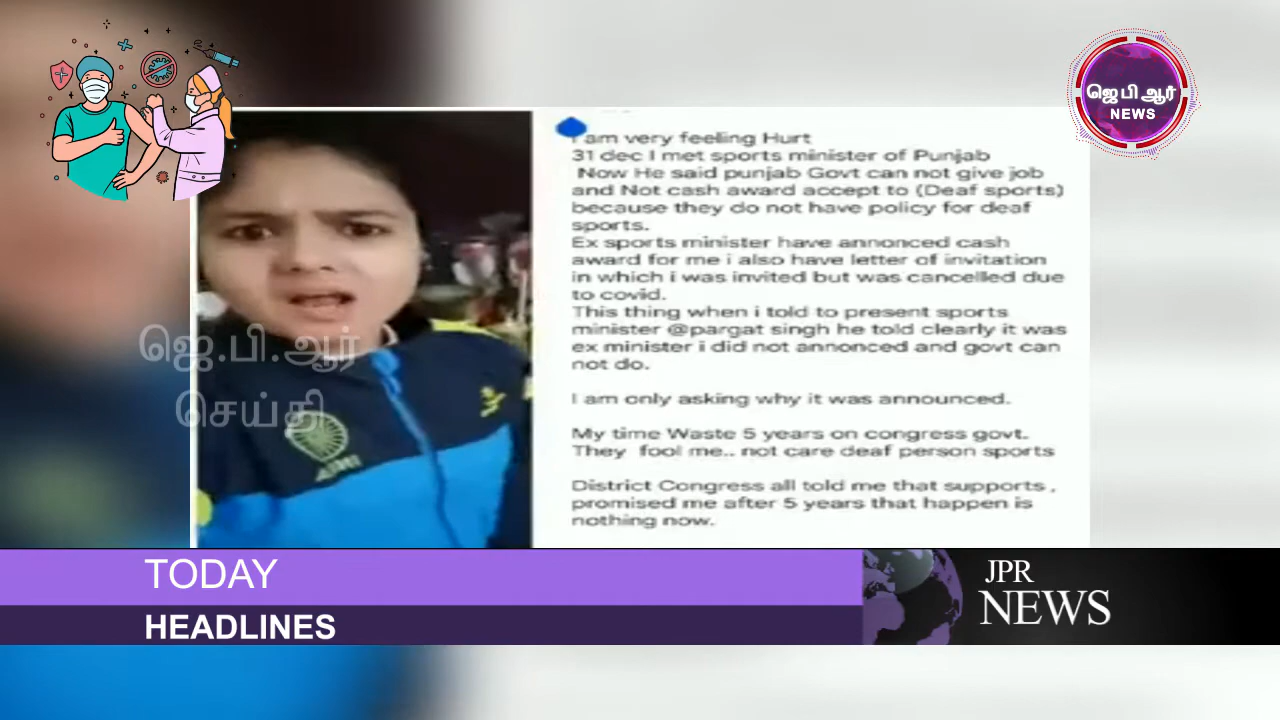 ஜெ பி ஆர்
NEWS
I am very feeling Hurt
31 dec I met sports minister of Punjab
Now He said punjab Govt can not give job
and Not cash award accept to (Deaf sports)
because they do not have policy for deaf
sports.
Ex sports minister have annonced cash
award for me i also have letter of invitation
in which i was invited but was cancelled due
to covid.
This thing when i told to present sports
minister @pargat singh he told clearly it was
ex minister i did not annonced and govt can
not do.
I am only asking why it was announced.
My time Waste 5 years on congress govt.
They fool me.. not care deaf person sports
District Congress all told me that supports ,
promised me after 5 years that happen is
nothing now.
ஜெ.பி.ஆர்
செய்தி
TODAY
HEADLINES
JPR
NEWS